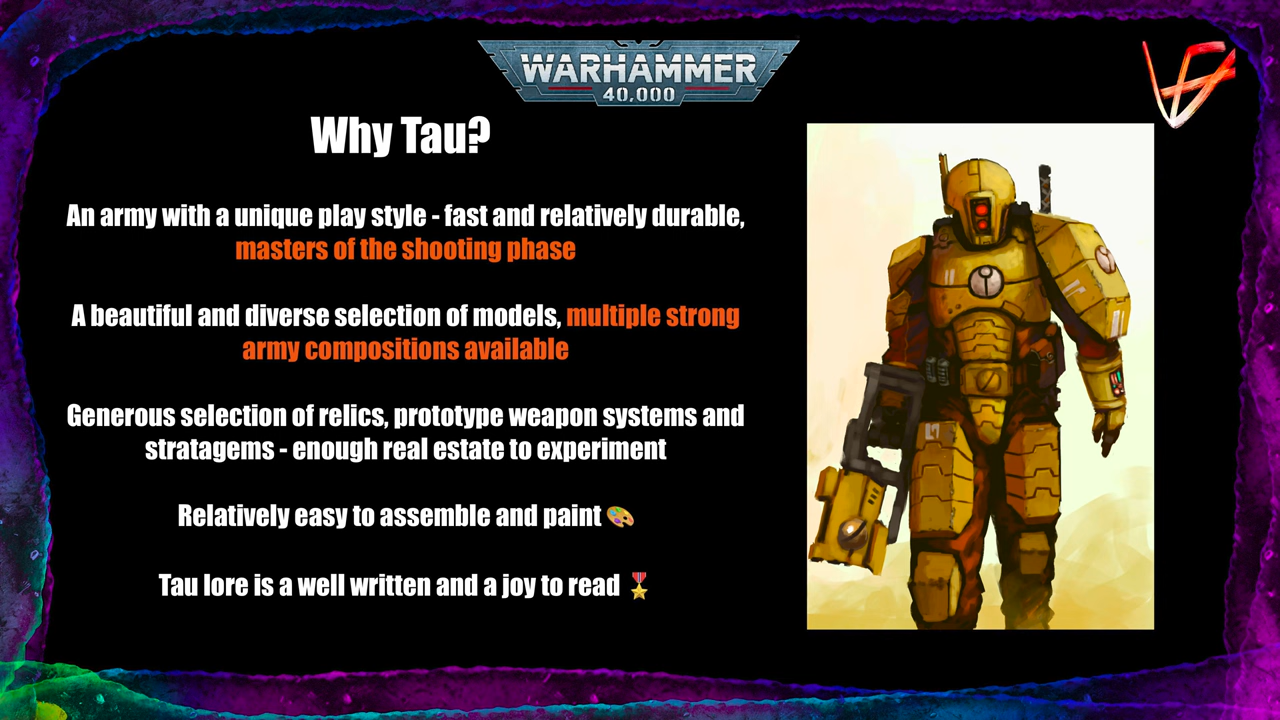 WARHAMMER
40,000
Why Tau?
An army with a unique play style - fast and relatively durable,
masters of the shooting phase
A beautiful and diverse selection of models, multiple strong
army compositions available
Generous selection of relics, prototype weapon systems and
stratagems - enough real estate to experiment
Relatively easy to assemble and paint 🎨
Tau lore is a well written and a joy to read 🎖️